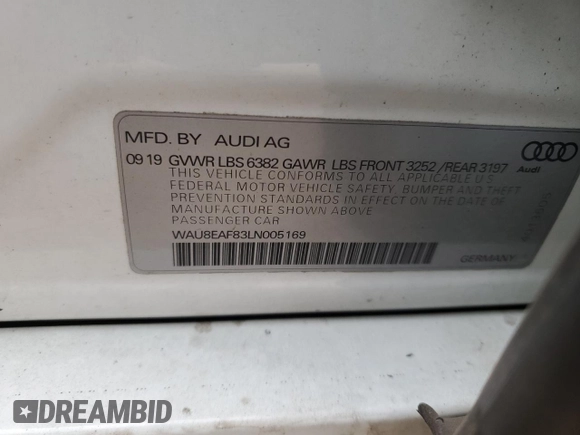 MFD. BY AUDI AG
09 19 GVWR LBS 6382 GAWR LBS FRONT 3252 /REAR 3197
THIS VEHICLE CONFORMS TO ALL APPLICABLE U.S.
FEDERAL MOTOR VEHICLE SAFETY, BUMPER AND THEFT
PREVENTION STANDARDS IN EFFECT ON THE DATE OF
MANUFACTURE SHOWN ABOVE
PASSENGER CAR
WAU8EAF83LN005169
Audi
GERMANY
DREAMBID